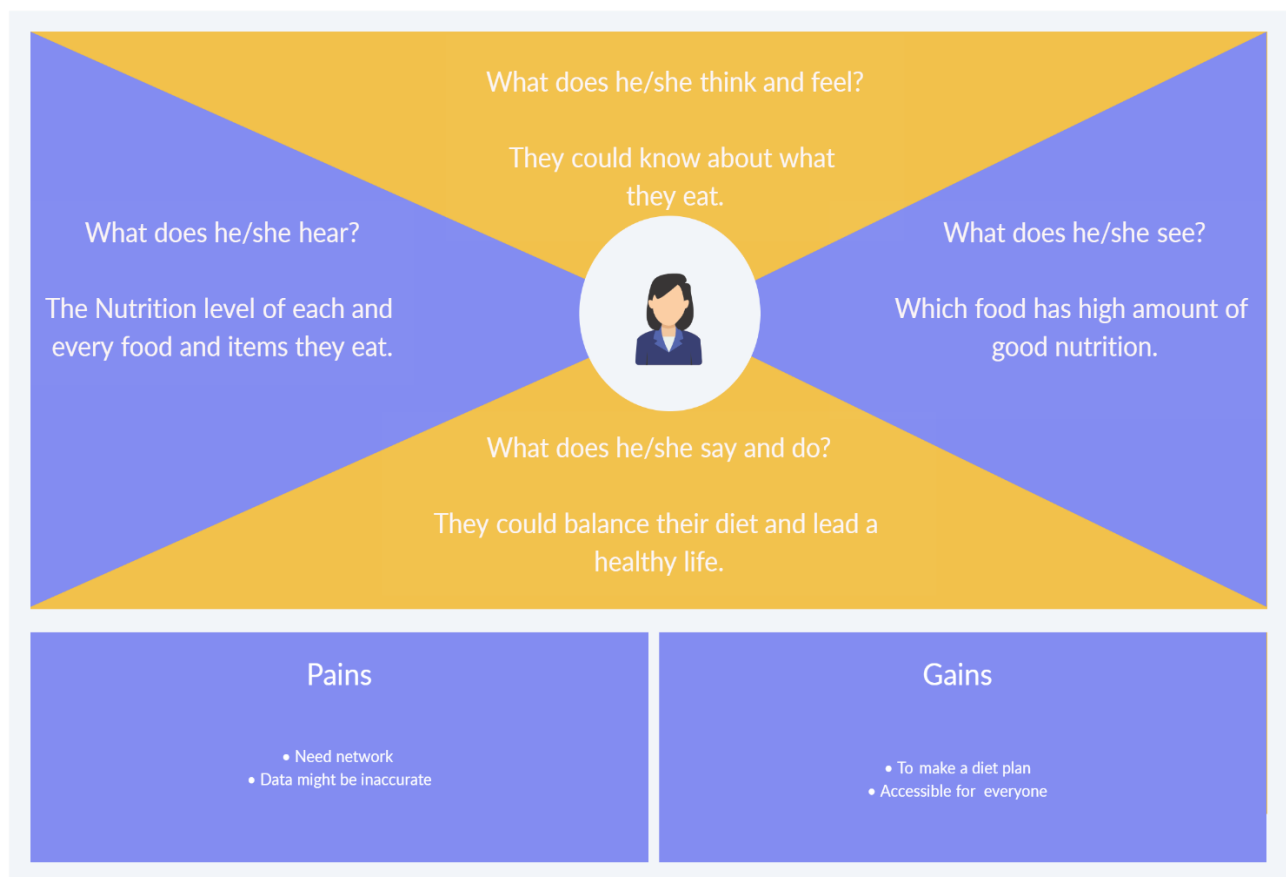 What does he/she think and feel?
They could know about what
they eat.
What does he/she hear?
The Nutrition level of each and
every food and items they eat.
What does he/she see?
Which food has high amount of
good nutrition.
What does he/she say and do?
They could balance their diet and lead a
healthy life.
Pains
• Need network
• Data might be inaccurate
Gains
• To make a diet plan
• Accessible for everyone